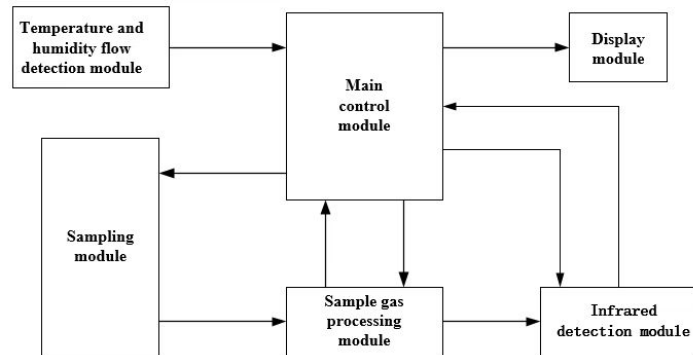 Temperature and
humidity flow
detection module
Main
control
module
Display
module
Sampling
module
Sample gas
processing
module
Infrared
detection module